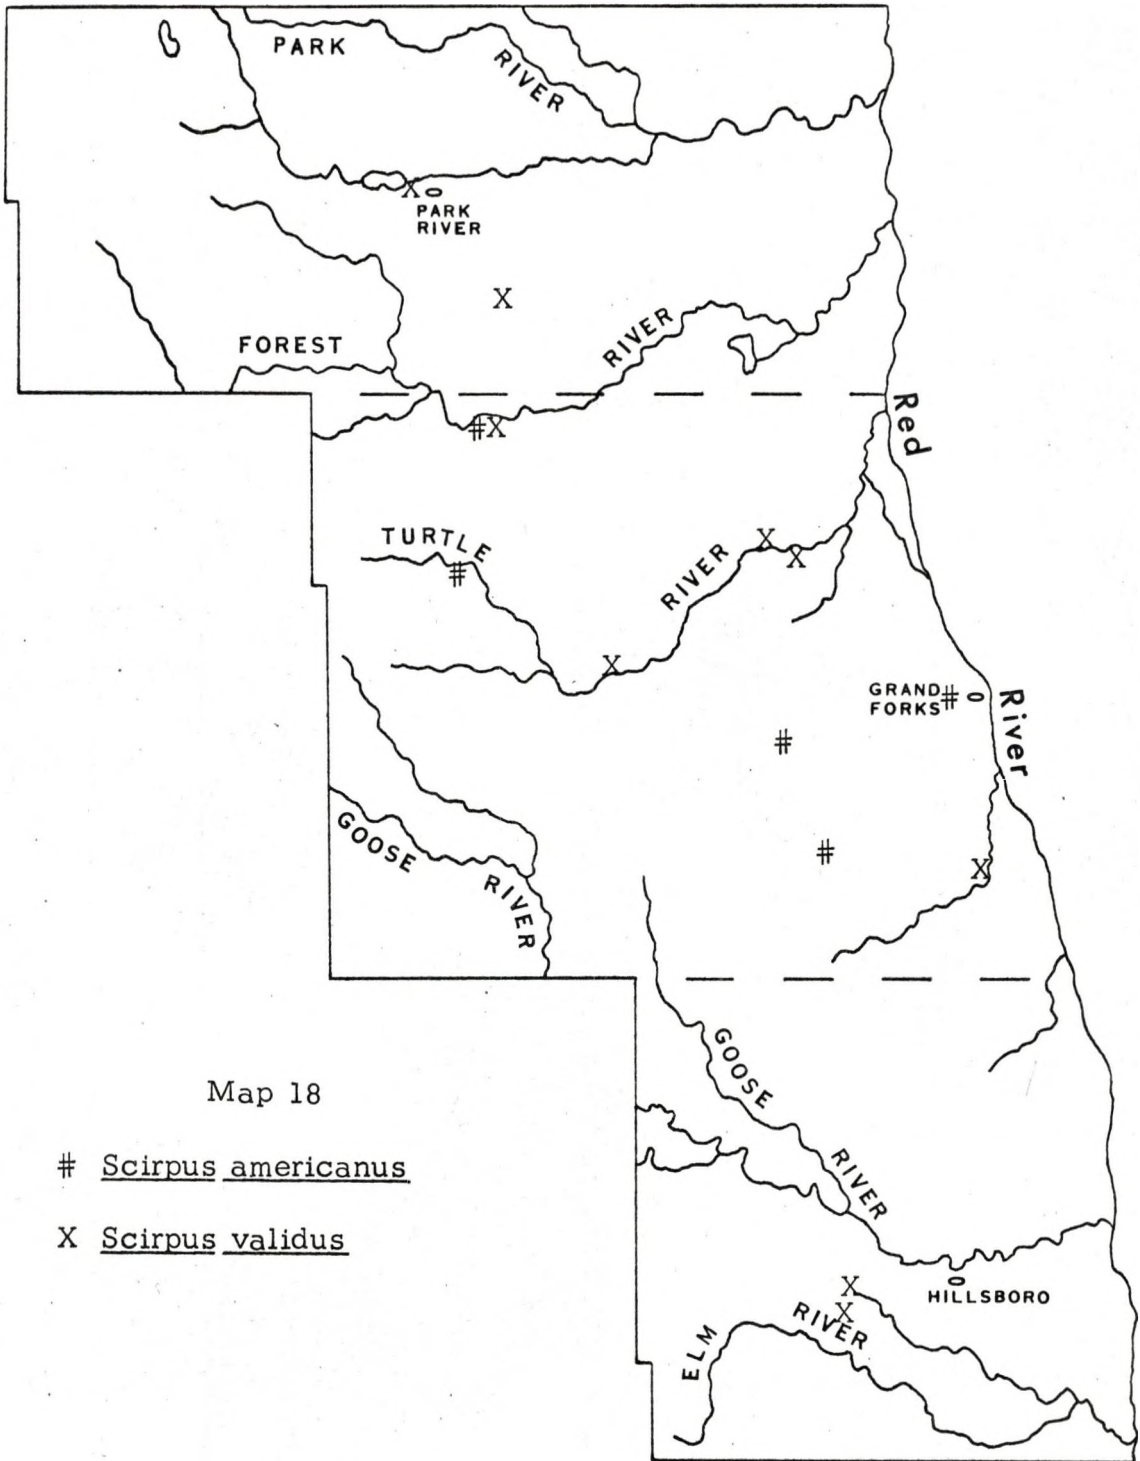 PARK
RIVER
X
PARK
RIVER
X
FOREST
RIVER
#X
Red
TURTLE
#
RIVER
X
X
X
GRAND
FORKS
#
River
#
#
X
GOOSE
RIVER
GOOSE
RIVER
Map 18
# Scirpus americanus
X Scirpus validus
HILLSBORO
X
X
ELM
RIVER